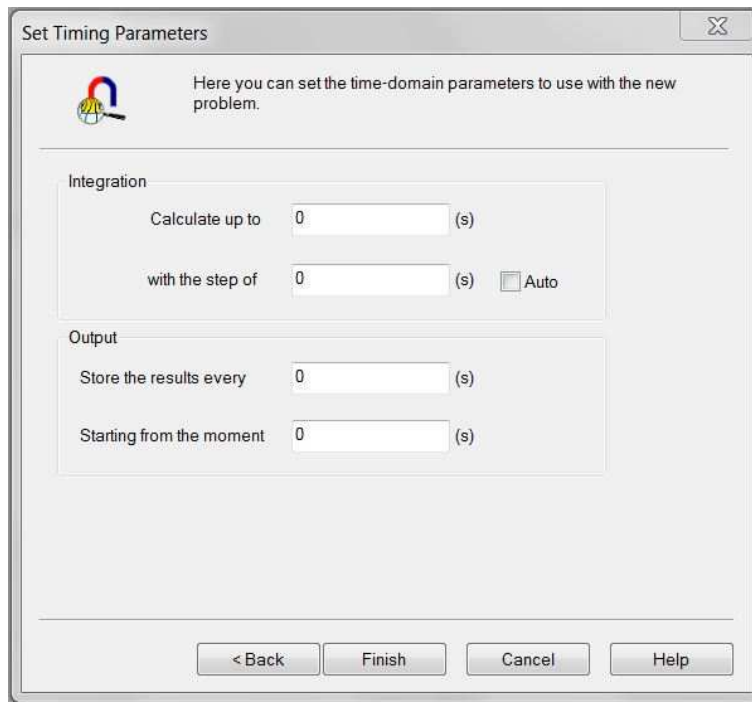 Set Timing Parameters
Here you can set the time-domain parameters to use with the new
problem.
Integration
Calculate up to 0 (s)
with the step of 0 (s) Auto
Output
Store the results every 0 (s)
Starting from the moment 0 (s)
< Back Finish Cancel Help